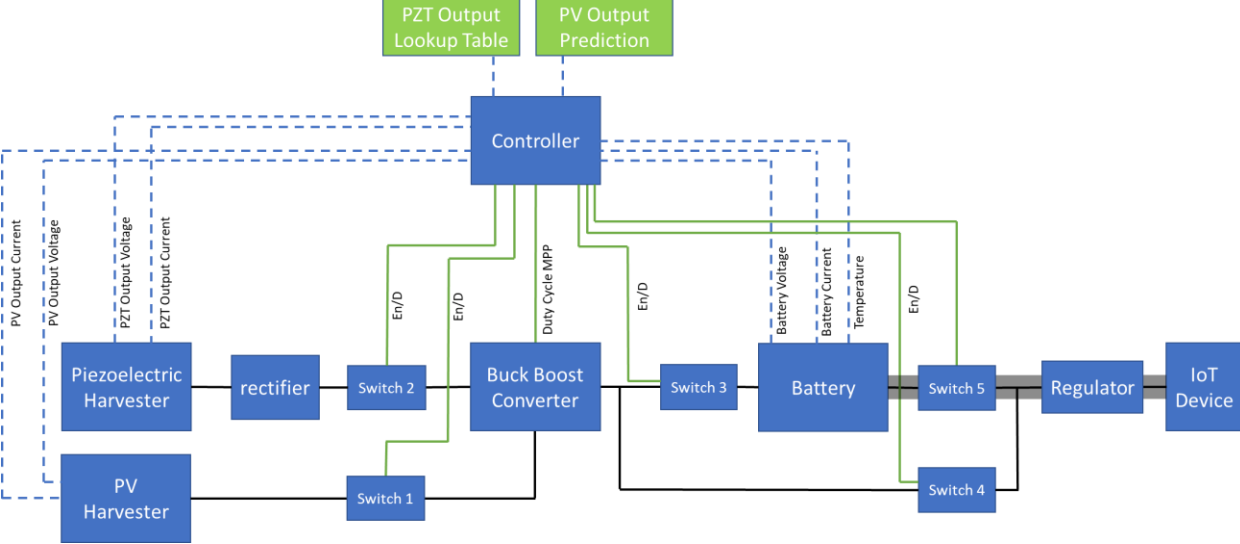 PZT Output
Lookup Table
PV Output
Prediction
Controller
PV Output Current
PV Output Voltage
PZT Output Voltage
PZT Output Current
En/D
En/D
Duty Cycle MPP
En/D
Battery Voltage
Battery Current
Temperature
En/D
Piezoelectric
Harvester
rectifier
Switch 2
Buck Boost
Converter
Switch 3
Battery
Switch 5
Regulator
IoT
Device
PV
Harvester
Switch 1
Switch 4